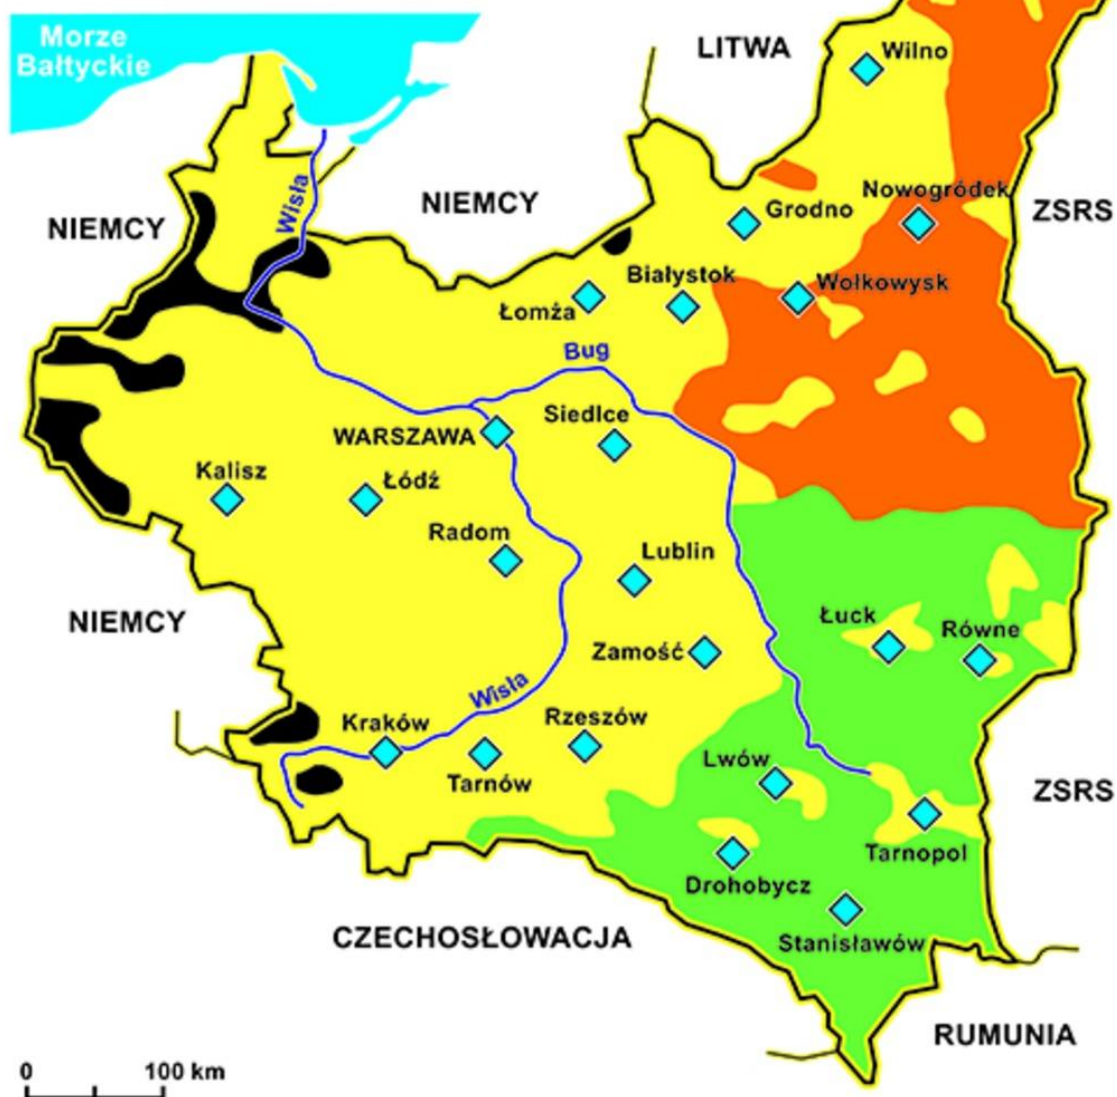 Morze
Bałtyckie
LITWA
Wilno
NIEMCY
Wisła
NIEMCY
Grodno
Nowogródek
ZSRS
Białystok
Wołkowysk
Łomża
Bug
Siedlce
WARSZAWA
Kalisz
Łódź
Radom
Lublin
NIEMCY
Łuck
Równe
Zamość
Wisła
Kraków
Rzeszów
Tarnów
Lwów
ZSRS
Tarnopol
Drohobycz
CZECHOSŁOWACJA
Stanisławów
RUMUNIA
0 100 km